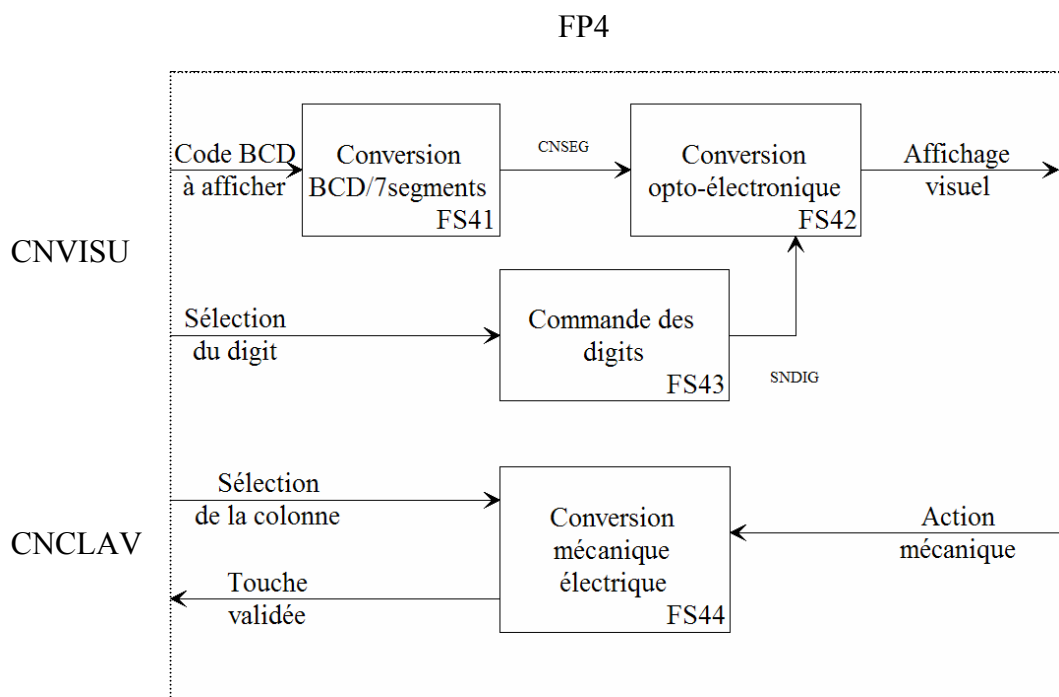 FP4
Code BCD
à afficher
Conversion
BCD/7segments
FS41
CNSEG
Conversion
opto-électronique
FS42
Affichage
visuel
CNVISU
Sélection
du digit
Commande des
digits
FS43
SNDIG
Sélection
de la colonne
CNCLAV
Touche
validée
Conversion
mécanique
électrique
FS44
Action
mécanique